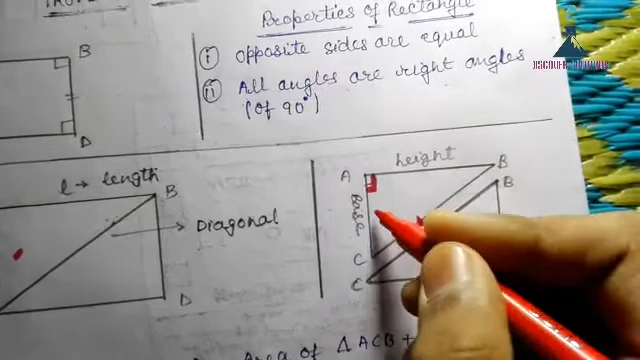 Properties of Rectangle
(i) opposite sides are equal
(ii) All angles are right angles
(of 90°)
B
D
l → length
B
Diagonal
D
A
height
B
B
Base
C
C
Area of △ACB +